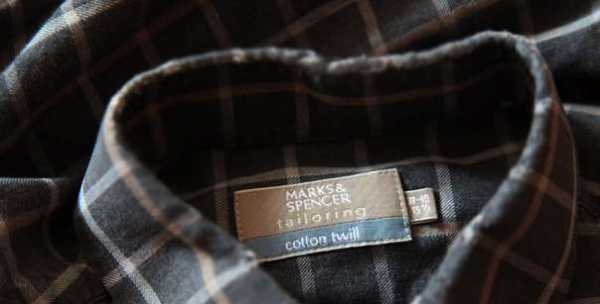 MARKS&
SPENCER
tailoring
cotton twill